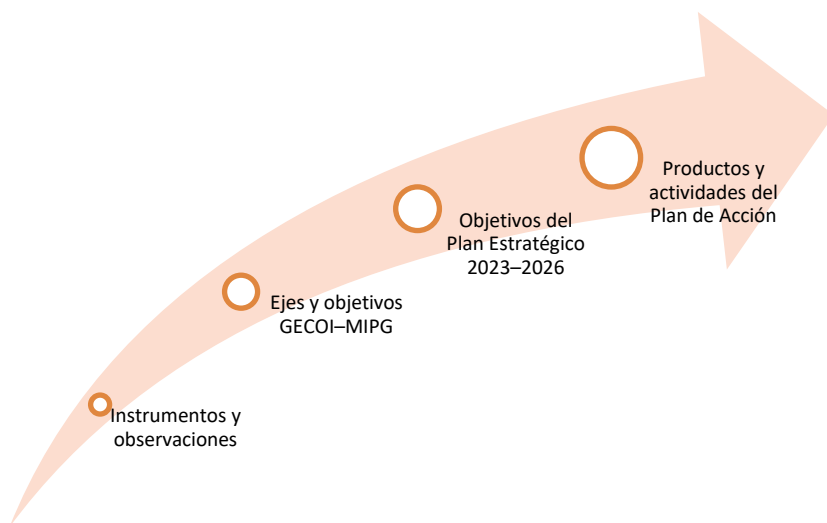 Productos y
actividades del
Plan de Acción
Objetivos del
Plan Estratégico
2023–2026
Ejes y objetivos
GECOI–MIPG
Instrumentos y
observaciones